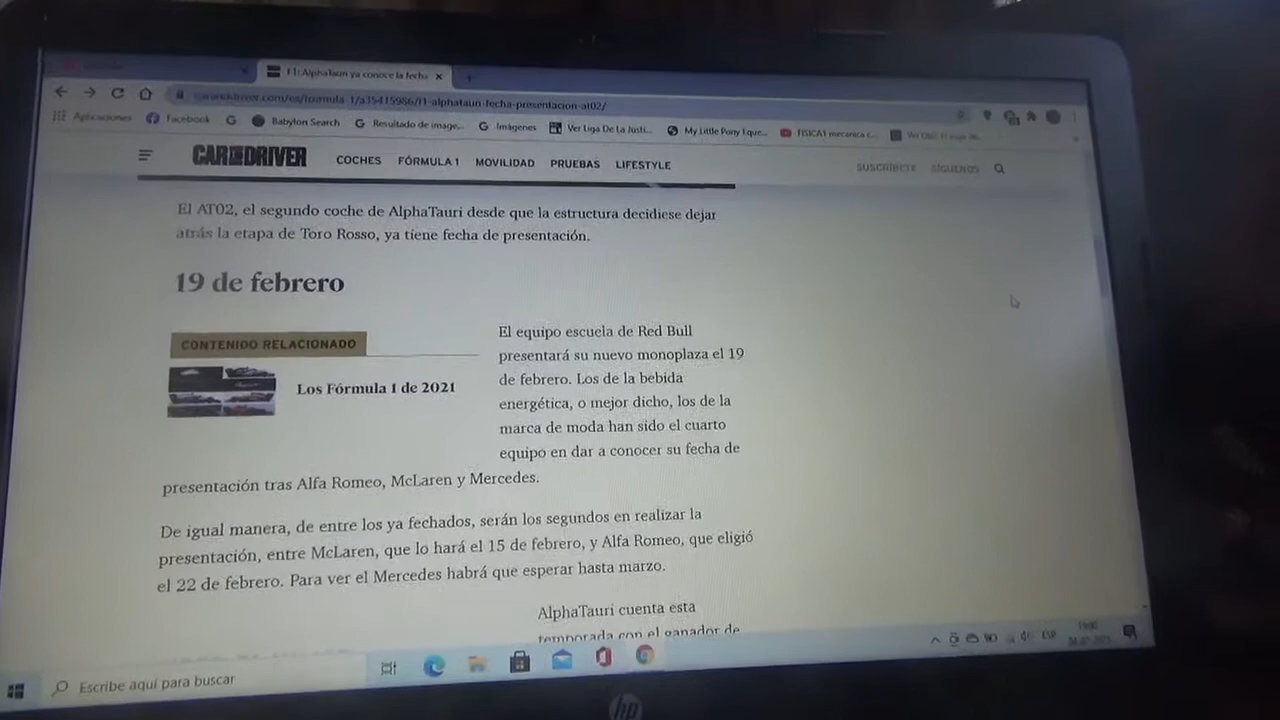 F1: AlphaTauri ya conoce la fecha
caranddriver.com/es/formula-1/a35415986/f1-alphatauri-fecha-presentacion-at02/
Aplicaciones Facebook Babylon Search Resultado de image... Imágenes Ver Liga De La Justi... My Little Pony Eque... FISICA1 mecanica c...
CAR AND DRIVER COCHES FÓRMULA 1 MOVILIDAD PRUEBAS LIFESTYLE SUSCRÍBETE SÍGUENOS
El AT02, el segundo coche de AlphaTauri desde que la estructura decidiese dejar
atrás la etapa de Toro Rosso, ya tiene fecha de presentación.
19 de febrero
CONTENIDO RELACIONADO
Los Fórmula 1 de 2021
El equipo escuela de Red Bull
presentará su nuevo monoplaza el 19
de febrero. Los de la bebida
energética, o mejor dicho, los de la
marca de moda han sido el cuarto
equipo en dar a conocer su fecha de
presentación tras Alfa Romeo, McLaren y Mercedes.
De igual manera, de entre los ya fechados, serán los segundos en realizar la
presentación, entre McLaren, que lo hará el 15 de febrero, y Alfa Romeo, que eligió
el 22 de febrero. Para ver el Mercedes habrá que esperar hasta marzo.
AlphaTauri cuenta esta
temporada con el ganador de
Escribe aquí para buscar
ESP
hp